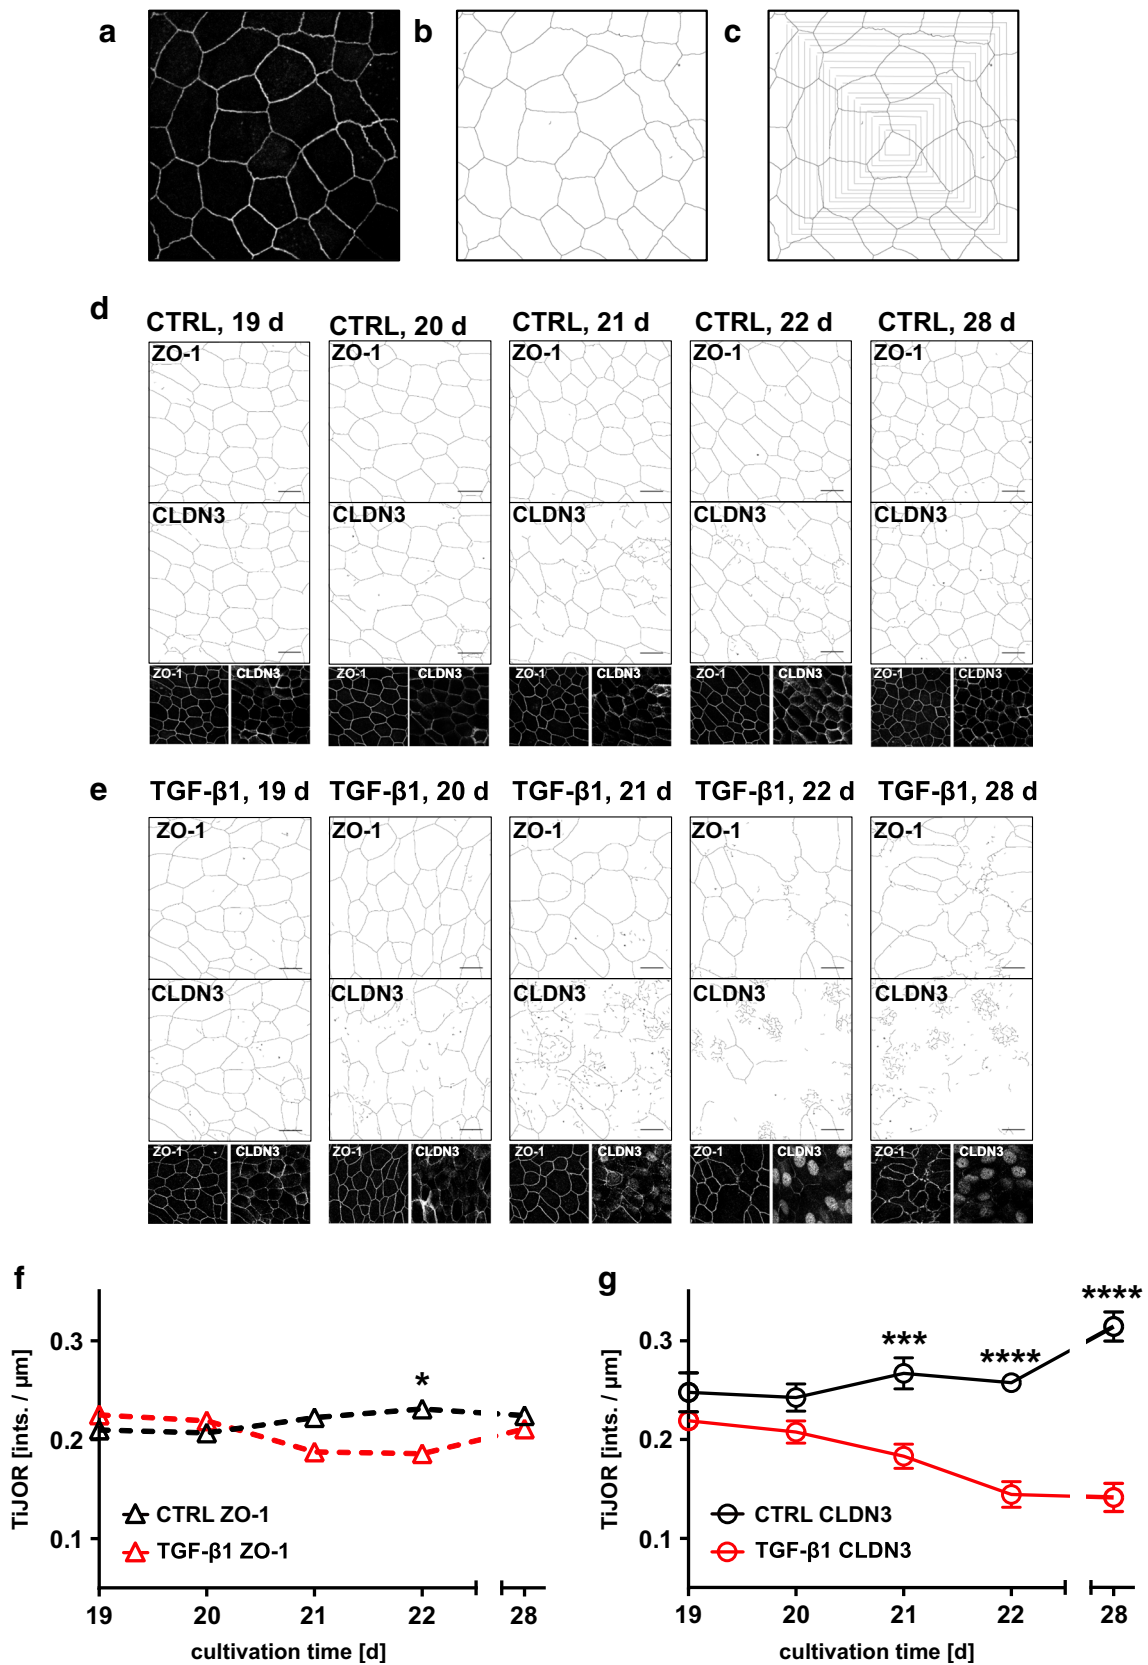 a b c
d
CTRL, 19 d CTRL, 20 d CTRL, 21 d CTRL, 22 d CTRL, 28 d
ZO-1 ZO-1 ZO-1 ZO-1 ZO-1
CLDN3 CLDN3 CLDN3 CLDN3 CLDN3
ZO-1 CLDN3 ZO-1 CLDN3 ZO-1 CLDN3 ZO-1 CLDN3 ZO-1 CLDN3
e
TGF-β1, 19 d TGF-β1, 20 d TGF-β1, 21 d TGF-β1, 22 d TGF-β1, 28 d
ZO-1 ZO-1 ZO-1 ZO-1 ZO-1
CLDN3 CLDN3 CLDN3 CLDN3 CLDN3
ZO-1 CLDN3 ZO-1 CLDN3 ZO-1 CLDN3 ZO-1 CLDN3 ZO-1 CLDN3
f
TiJOR [ints. / µm]
0.3
0.2
0.1
*
CTRL ZO-1
TGF-β1 ZO-1
19 20 21 22 28
cultivation time [d]
g
TiJOR [ints. / µm]
0.3
0.2
0.1
*** **** ****
CTRL CLDN3
TGF-β1 CLDN3
19 20 21 22 28
cultivation time [d]